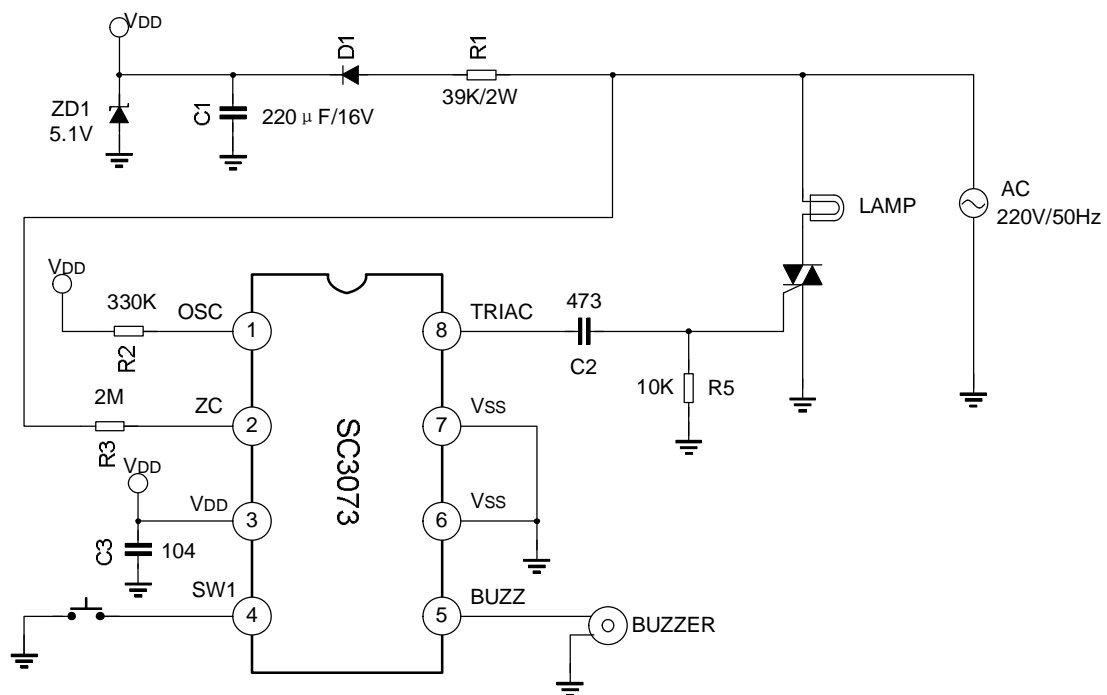 VDD
D1
R1
39K/2W
ZD1
5.1V
C1
220 μF/16V
AC
220V/50Hz
LAMP
VDD
330K
OSC
1
R2
8
TRIAC
473
C2
10K
R5
2M
ZC
2
R3
7
VSS
SC3073
VDD
VDD
3
6
VSS
C3
104
SW1
4
5
BUZZ
BUZZER